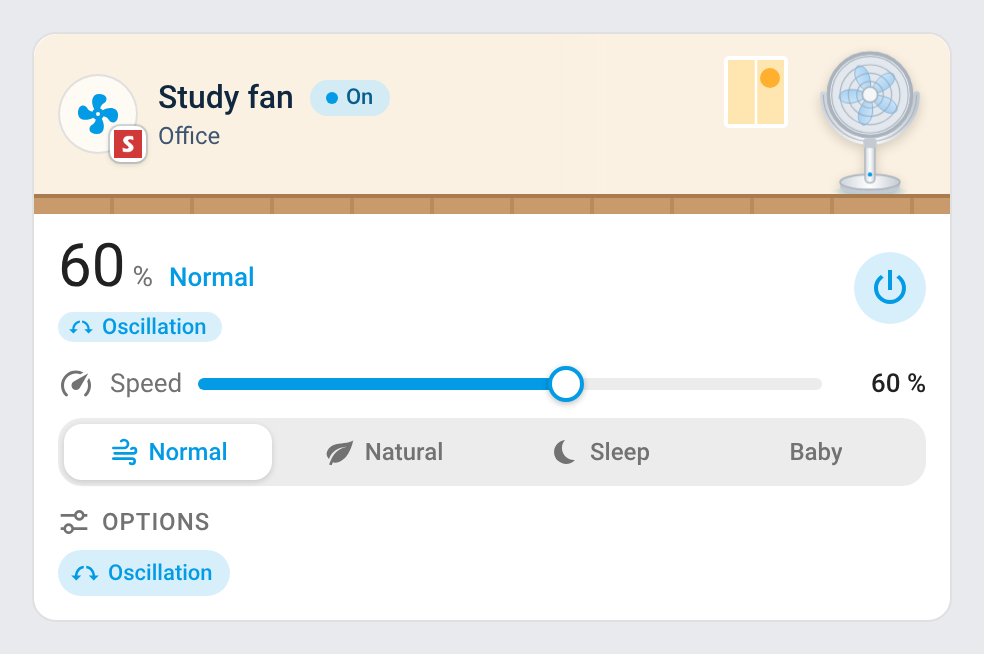 Study fan
On
S
Office
60 % Normal
Oscillation
Speed 60 %
Normal Natural Sleep Baby
OPTIONS
Oscillation